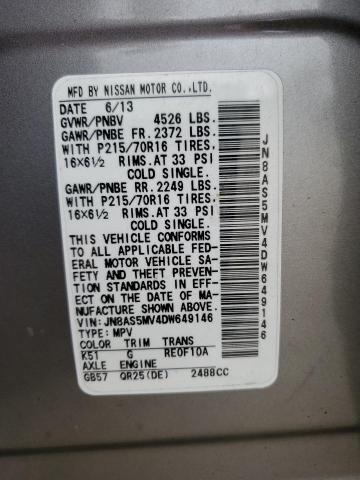 MFD BY NISSAN MOTOR CO.,LTD.
DATE 6/13
GVWR/PNBV 4526 LBS.
GAWR/PNBE FR. 2372 LBS.
WITH P215/70R16 TIRES.
16X6½ RIMS.AT 33 PSI
COLD SINGLE.
GAWR/PNBE RR. 2249 LBS.
WITH P215/70R16 TIRES.
16X6½ RIMS.AT 33 PSI
COLD SINGLE.
THIS VEHICLE CONFORMS
TO ALL APPLICABLE FED-
ERAL MOTOR VEHICLE SA-
FETY AND THEFT PREVEN-
TION STANDARDS IN EFF-
ECT ON THE DATE OF MA-
NUFACTURE SHOWN ABOVE.
VIN:JN8AS5MV4DW649146
TYPE: MPV
COLOR TRIM TRANS
K51 G RE0F10A
AXLE ENGINE
GB57 QR25(DE) 2488CC
JN8AS5MV4DW649146